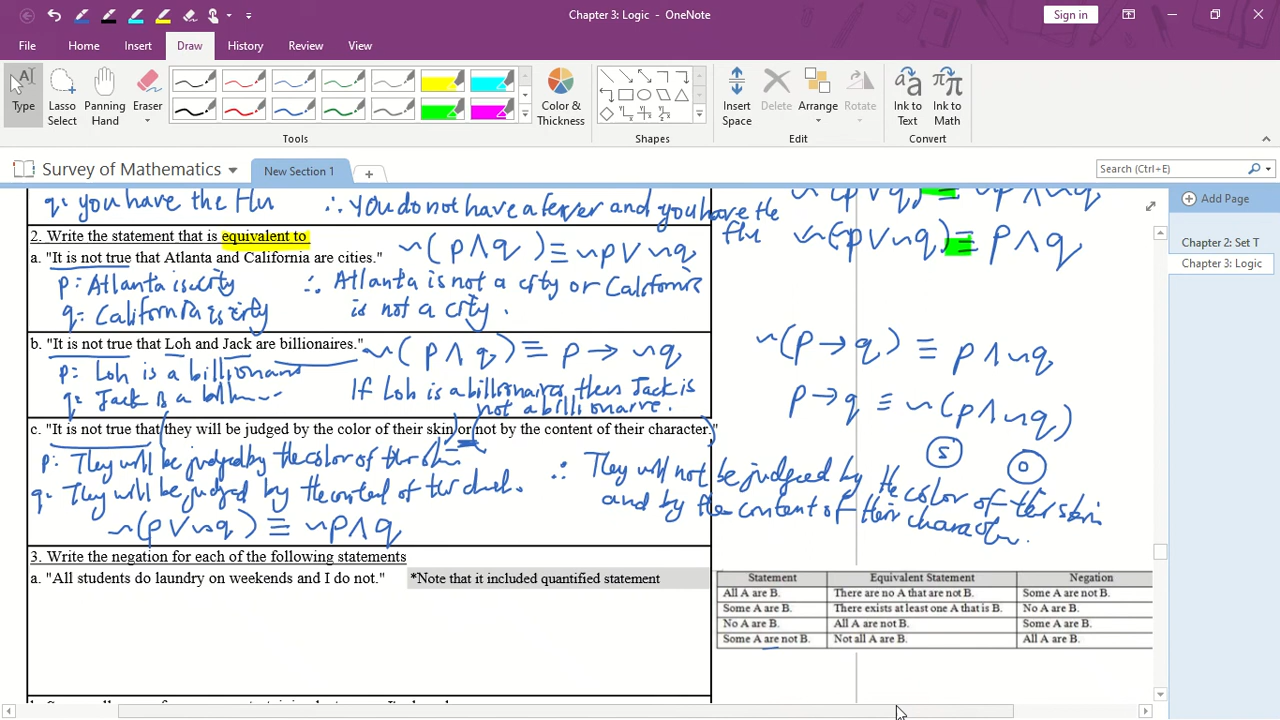 Chapter 3: Logic - OneNote
Sign in
File Home Insert Draw History Review View
Type
Lasso Select
Panning Hand
Eraser
Color & Thickness
Insert Space
Delete
Arrange
Rotate
Ink to Text
Ink to Math
Tools Shapes Edit Convert
Survey of Mathematics
New Section 1
Search (Ctrl+E)
Add Page
Chapter 2: Set T
Chapter 3: Logic
q: you have the flu ∴ You do not have a fever and you have the flu
~(p∨q) ≡ ~p∧~q
~(~p∨~q) ≡ p∧q
2. Write the statement that is equivalent to
~(p∧q) ≡ ~p∨~q
a. "It is not true that Atlanta and California are cities."
p: Atlanta is city ∴ Atlanta is not a city or California
q: California is city is not a city.
b. "It is not true that Loh and Jack are billionaires."
~(p∧q) ≡ p → ~q
p: Loh is a billionaire
q: Jack is a
If Loh is a billionaires, then Jack is
not a billionaire.
~(p→q) ≡ p∧~q
p→q ≡ ~(p∧~q)
c. "It is not true that (they will be judged by the color of their skin) or (not by the content of their character.")
S
O
p: They will be judged by the color of their skin
q: They will be judged by the content of their
∴ They will not be judged by the color of their skin
and by the content of their character.
~(p∨~q) ≡ ~p∧q
3. Write the negation for each of the following statements
a. "All students do laundry on weekends and I do not." *Note that it included quantified statement
Statement Equivalent Statement Negation
All A are B. There are no A that are not B. Some A are not B.
Some A are B. There exists at least one A that is B. No A are B.
No A are B. All A are not B. Some A are B.
Some A are not B. Not all A are B. All A are B.